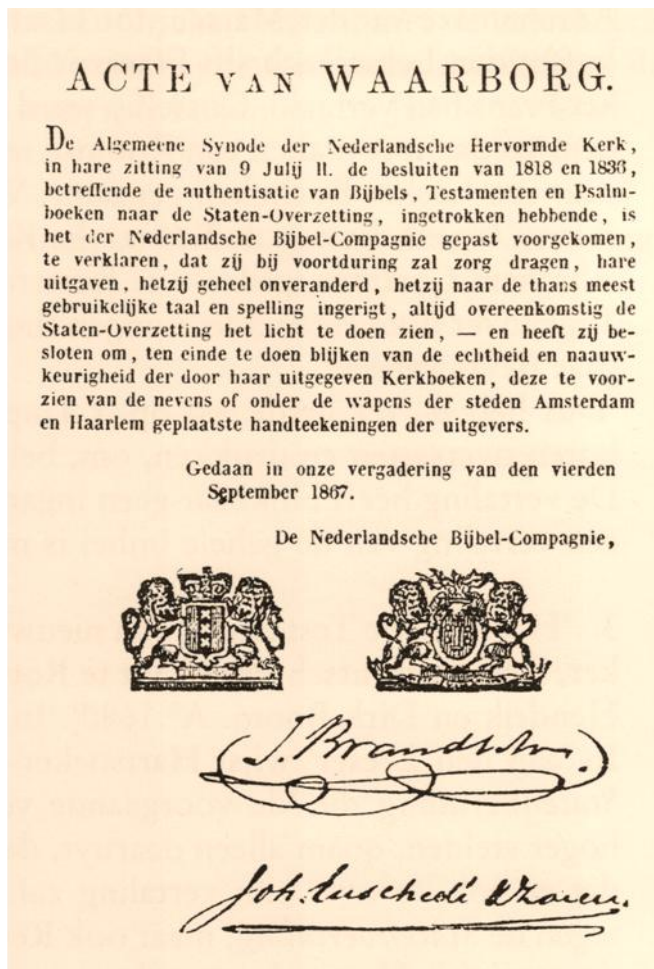 ACTE VAN WAARBORG.
De Algemeene Synode der Nederlandsche Hervormde Kerk,
in hare zitting van 9 Julij ll. de besluiten van 1818 en 1836,
betreffende de authentisatie van Bijbels, Testamenten en Psalm-
boeken naar de Staten-Overzetting, ingetrokken hebbende, is
het der Nederlandsche Bijbel-Compagnie gepast voorgekomen,
te verklaren, dat zij bij voortduring zal zorg dragen, hare
uitgaven, hetzij geheel onveranderd, hetzij naar de thans meest
gebruikelijke taal en spelling ingerigt, altijd overeenkomstig de
Staten-Overzetting het licht te doen zien, — en heeft zij be-
sloten om, ten einde te doen blijken van de echtheid en naauw-
keurigheid der door haar uitgegeven Kerkboeken, deze te voor-
zien van de nevens of onder de wapens der steden Amsterdam
en Haarlem geplaatste handteekeningen der uitgevers.
Gedaan in onze vergadering van den vierden
September 1867.
De Nederlandsche Bijbel-Compagnie,
J. Brandt
Joh. Enschedé & Zonen.